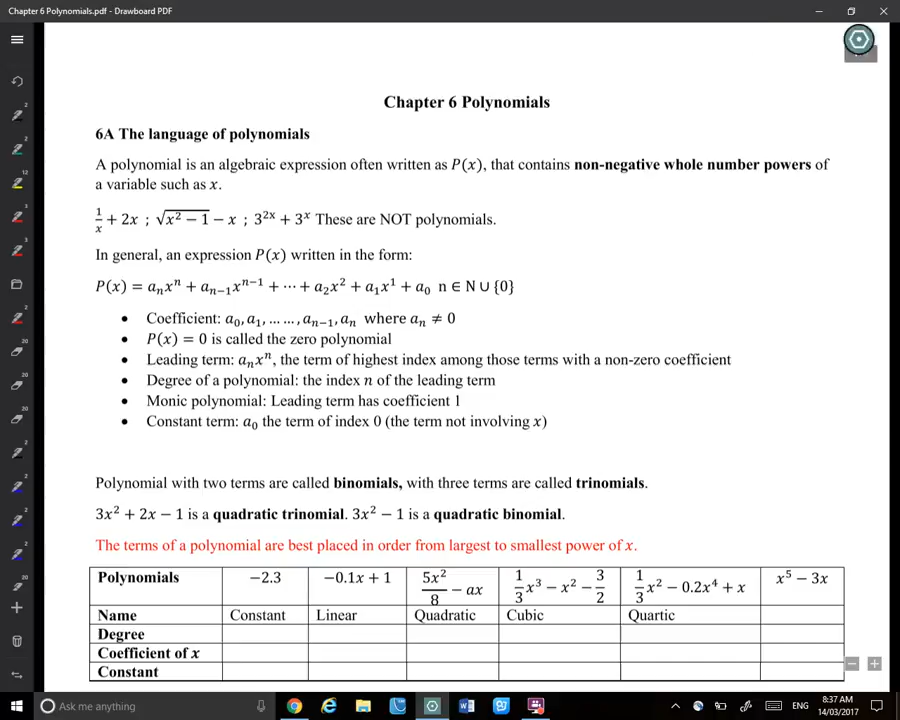 Chapter 6 Polynomials.pdf - Drawboard PDF
Chapter 6 Polynomials
6A The language of polynomials
A polynomial is an algebraic expression often written as P(x), that contains non-negative whole number powers of
a variable such as x.
1/x + 2x ; √(x² − 1) − x ; 3²ˣ + 3ˣ These are NOT polynomials.
In general, an expression P(x) written in the form:
P(x) = aₙxⁿ + aₙ₋₁xⁿ⁻¹ + ⋯ + a₂x² + a₁x¹ + a₀ n ∈ N ∪ {0}
• Coefficient: a₀, a₁, … …, aₙ₋₁, aₙ where aₙ ≠ 0
• P(x) = 0 is called the zero polynomial
• Leading term: aₙxⁿ, the term of highest index among those terms with a non-zero coefficient
• Degree of a polynomial: the index n of the leading term
• Monic polynomial: Leading term has coefficient 1
• Constant term: a₀ the term of index 0 (the term not involving x)
Polynomial with two terms are called binomials, with three terms are called trinomials.
3x² + 2x − 1 is a quadratic trinomial. 3x² − 1 is a quadratic binomial.
The terms of a polynomial are best placed in order from largest to smallest power of x.
Polynomials −2.3 −0.1x + 1 5x²/8 − ax 1/3x³ − x² − 3/2 1/3x² − 0.2x⁴ + x x⁵ − 3x
Name Constant Linear Quadratic Cubic Quartic
Degree
Coefficient of x
Constant
Ask me anything
ENG
8:37 AM
14/03/2017